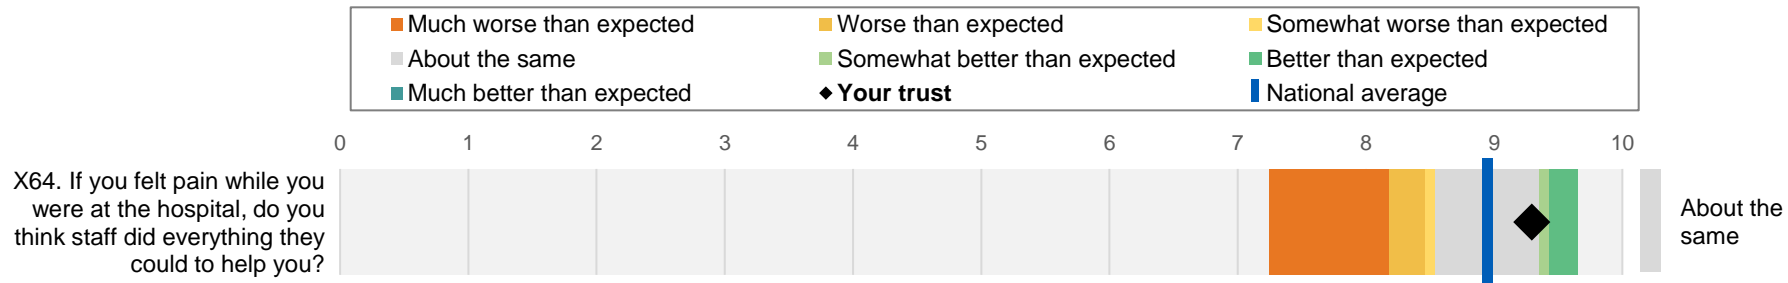 Much worse than expected
Worse than expected
Somewhat worse than expected
About the same
Somewhat better than expected
Better than expected
Much better than expected
Your trust
National average
0 1 2 3 4 5 6 7 8 9 10
X64. If you felt pain while you
were at the hospital, do you
think staff did everything they
could to help you?
About the
same